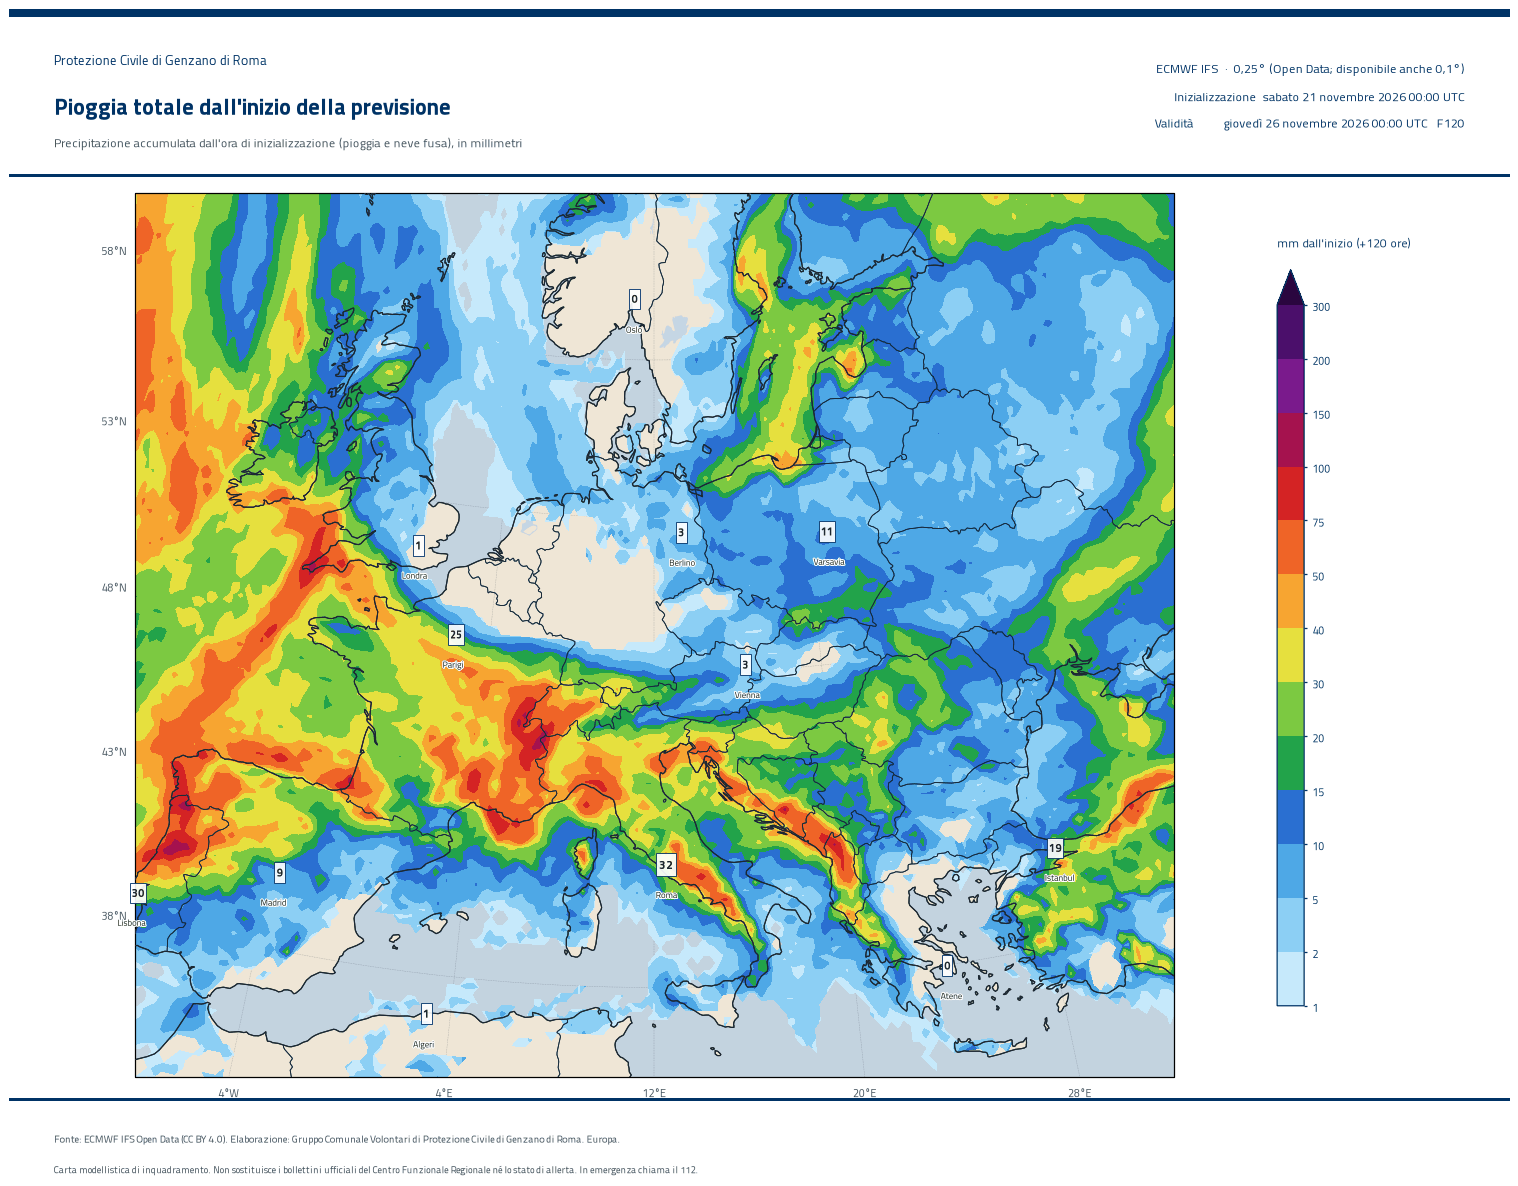 Protezione Civile di Genzano di Roma
Pioggia totale dall'inizio della previsione
Precipitazione accumulata dall'ora di inizializzazione (pioggia e neve fusa), in millimetri
ECMWF IFS · 0,25° (Open Data; disponibile anche 0,1°)
Inizializzazione sabato 21 novembre 2026 00:00 UTC
Validità giovedì 26 novembre 2026 00:00 UTC F120
mm dall'inizio (+120 ore)
300
200
150
100
75
50
40
30
20
15
10
5
2
1
58°N
53°N
48°N
43°N
38°N
4°W
4°E
12°E
20°E
28°E
0
Oslo
1
Londra
3
Berlino
11
Varsavia
25
Parigi
3
Vienna
9
Madrid
30
Lisbona
32
Roma
19
Istanbul
0
Atene
1
Algeri
Fonte: ECMWF IFS Open Data (CC BY 4.0). Elaborazione: Gruppo Comunale Volontari di Protezione Civile di Genzano di Roma. Europa.
Carta modellistica di inquadramento. Non sostituisce i bollettini ufficiali del Centro Funzionale Regionale né lo stato di allerta. In emergenza chiama il 112.